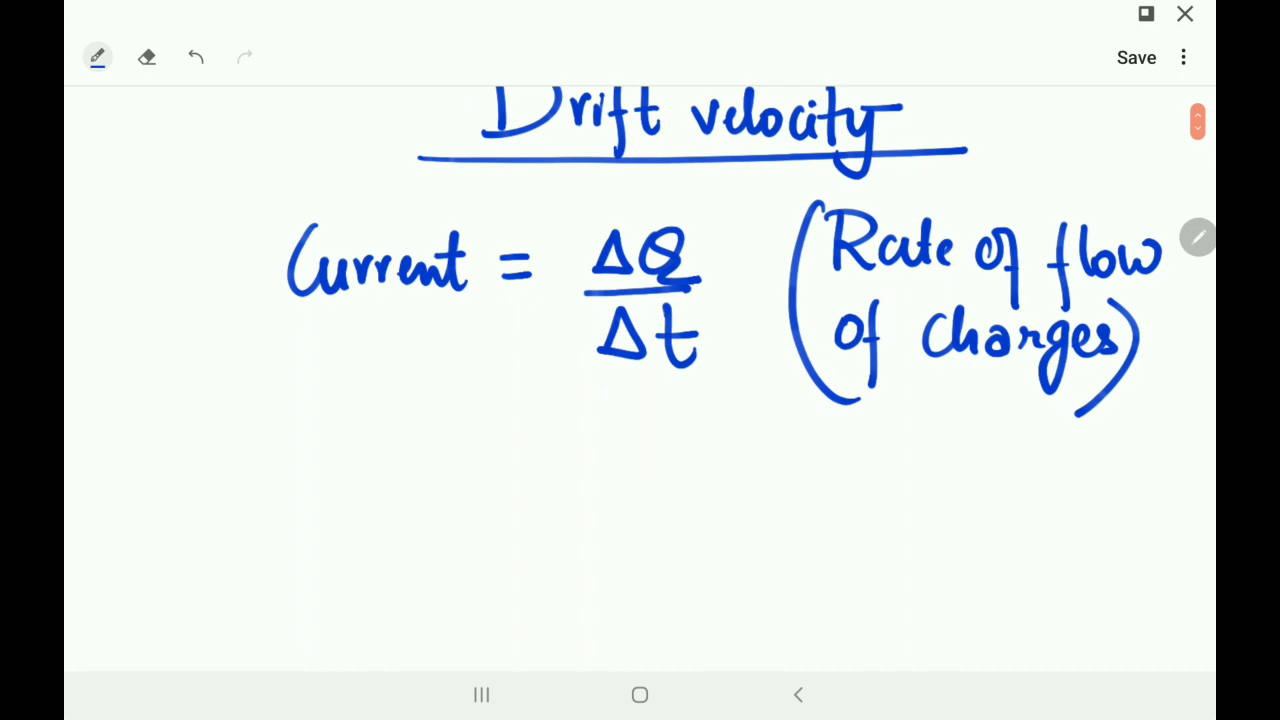 Save
Drift velocity
Current = ΔQ/Δt (Rate of flow
of charges)